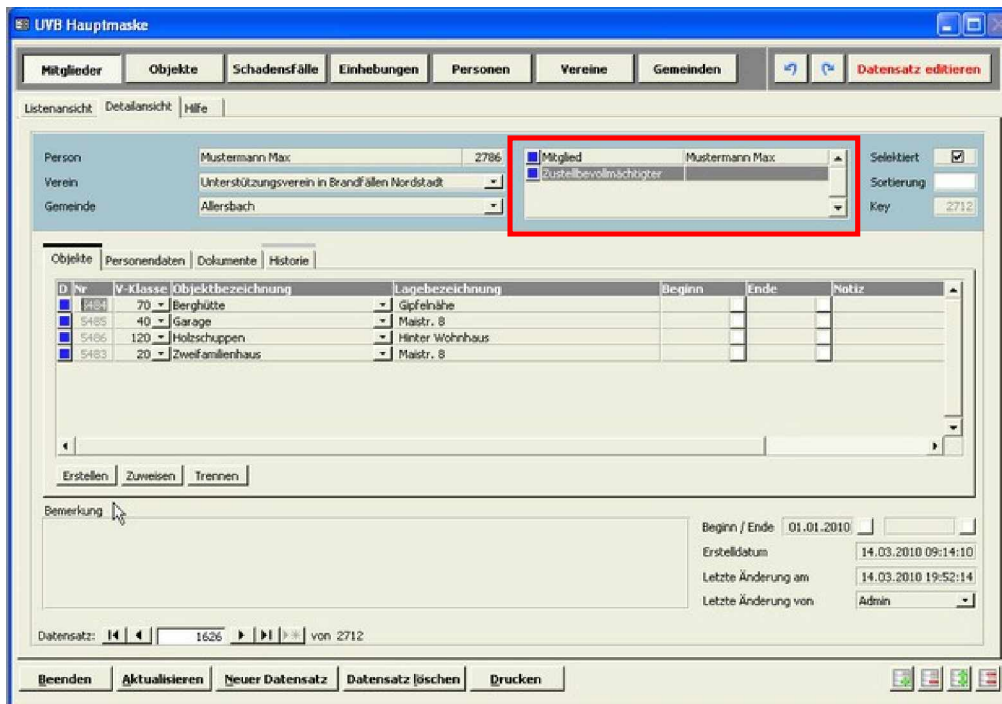 UVB Hauptmaske
Mitglieder Objekte Schadensfälle Einhebungen Personen Vereine Gemeinden Datensatz editieren
Listenansicht Detailansicht Hilfe
Person Mustermann Max 2786 Mitglied Mustermann Max Selektiert
Zustellbevollmächtigter
Verein Unterstützungsverein in Brandfällen Nordstadt Sortierung
Gemeinde Allersbach Key 2712
Objekte Personendaten Dokumente Historie
D Nr V-Klasse Objektbezeichnung Lagebezeichnung Beginn Ende Notiz
5484 70 Berghütte Gipfelnähe
5485 40 Garage Maistr. 8
5486 120 Holzschuppen Hinter Wohnhaus
5483 20 Zweifamilienhaus Maistr. 8
Erstellen Zuweisen Trennen
Bemerkung
Beginn / Ende 01.01.2010
Erstelldatum 14.03.2010 09:14:10
Letzte Änderung am 14.03.2010 19:52:14
Letzte Änderung von Admin
Datensatz: 1626 von 2712
Beenden Aktualisieren Neuer Datensatz Datensatz löschen Drucken